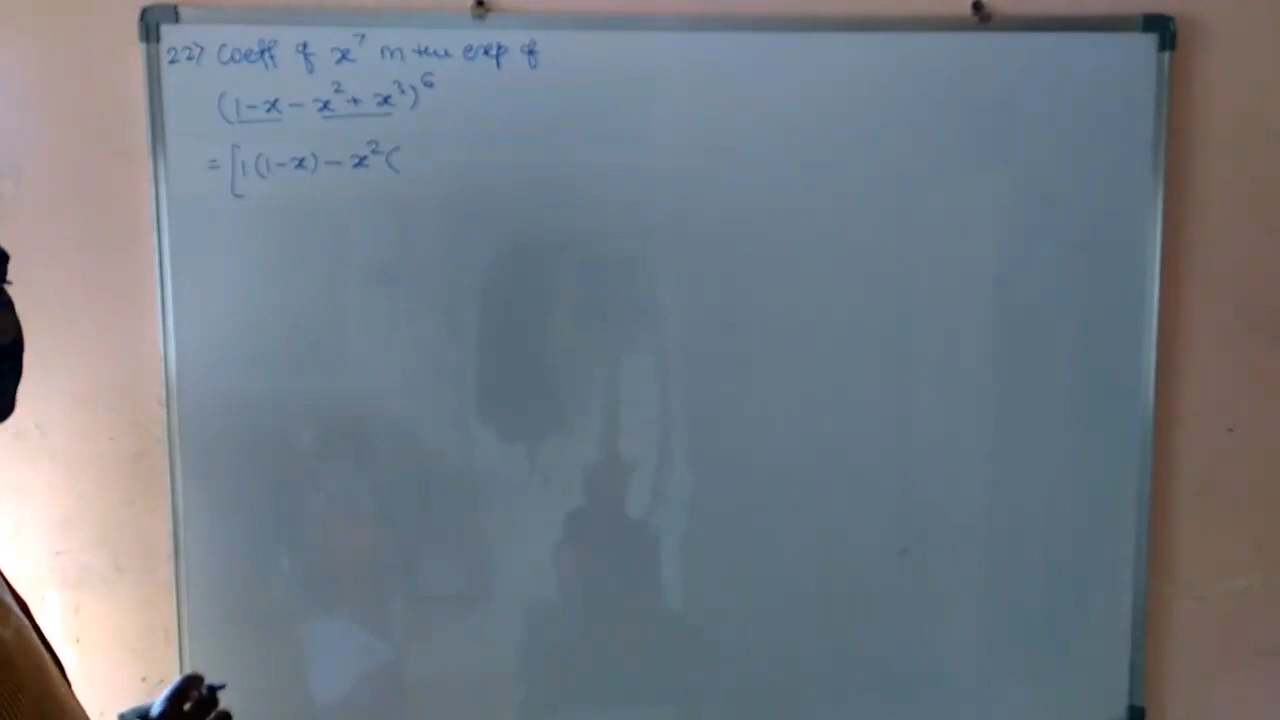 22) Coeff of x⁷ in the exp of
(1-x - x² + x³)⁶
= [1(1-x) - x²(